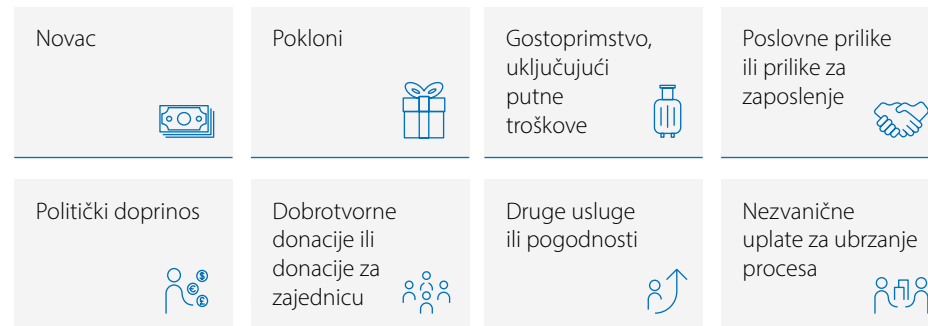 Novac
Pokloni
Gostoprimstvo,
uključujući
putne
troškove
Poslovne prilike
ili prilike za
zaposlenje
Politički doprinos
$
€
£
Dobrotvorne
donacije ili
donacije za
zajednicu
Druge usluge
ili pogodnosti
Nezvanične
uplate za ubrzanje
procesa